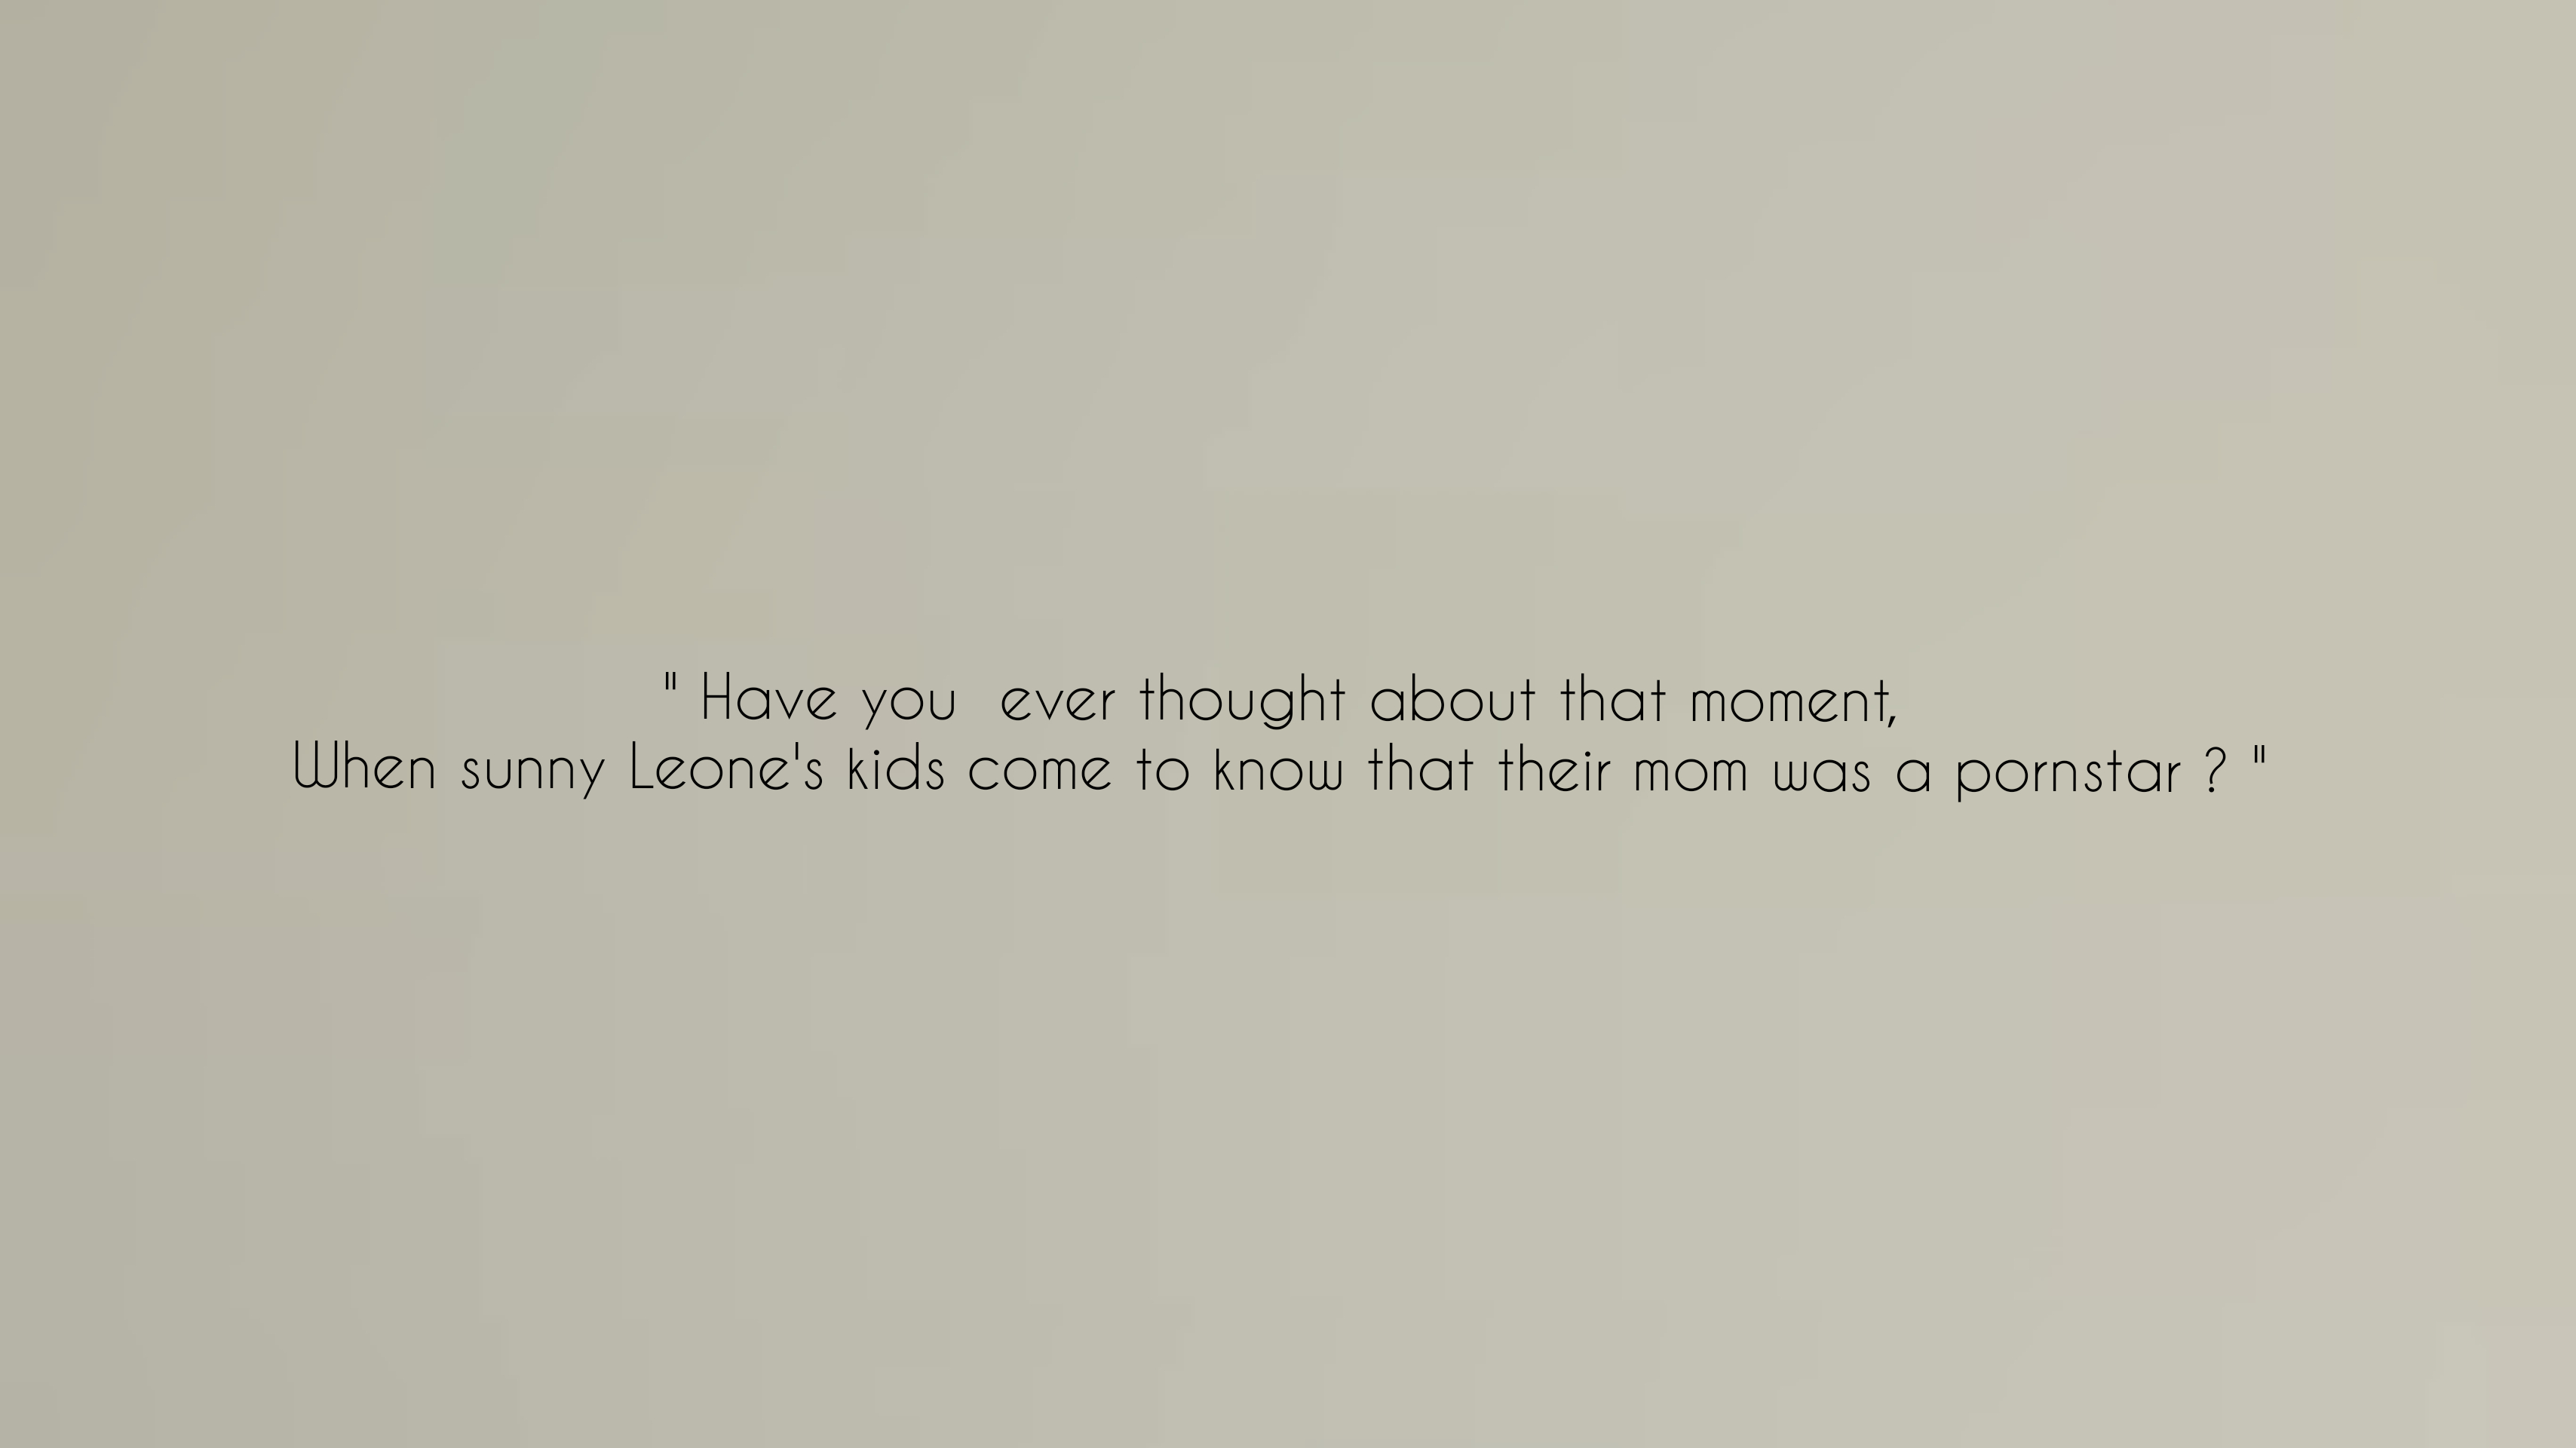 " Have you  ever thought about that moment,
When sunny Leone's kids come to know that their mom was a pornstar ? "